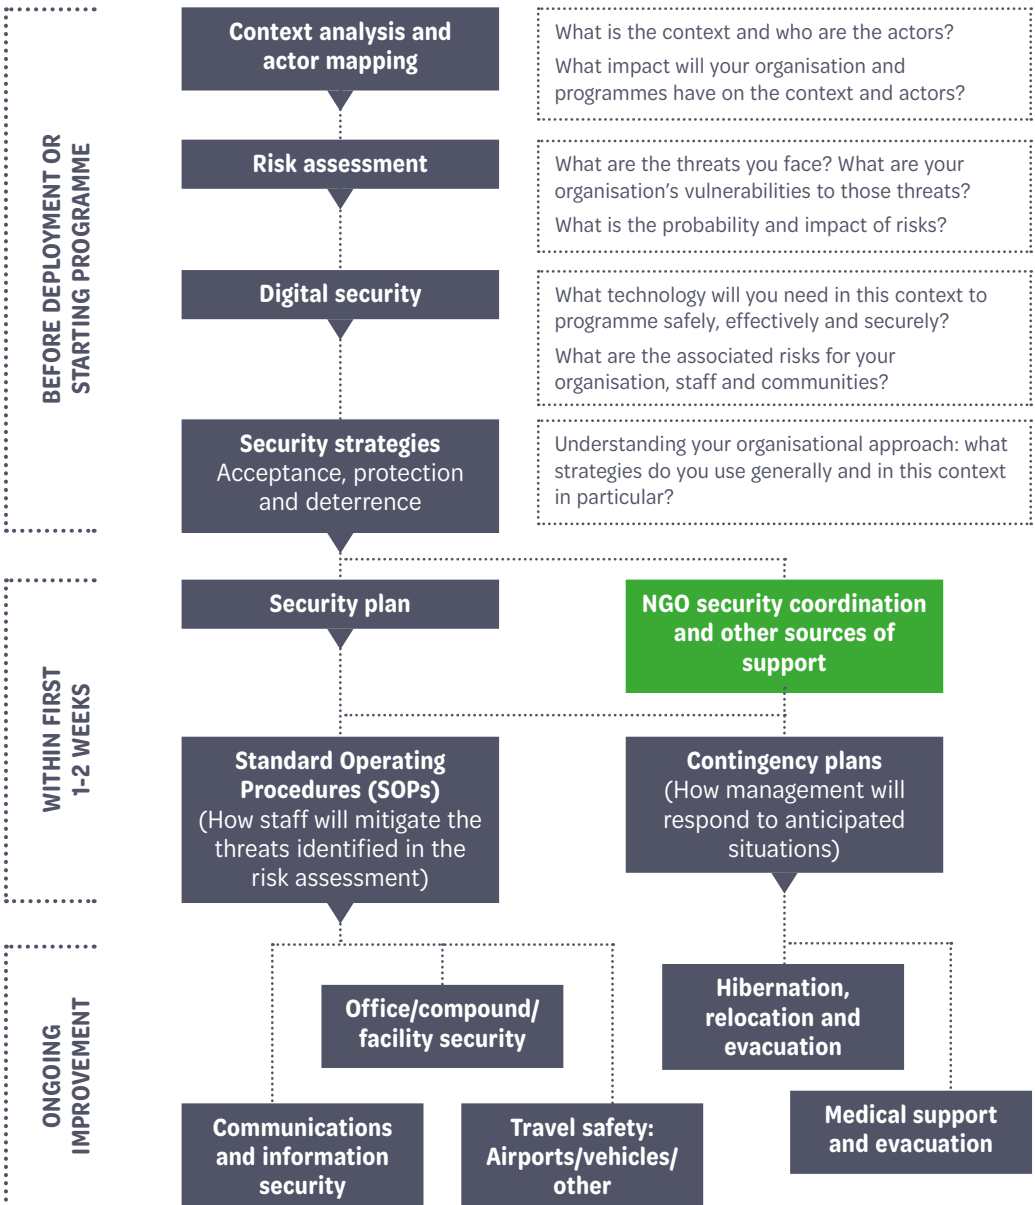 BEFORE DEPLOYMENT OR
STARTING PROGRAMME
Context analysis and
actor mapping
What is the context and who are the actors?
What impact will your organisation and
programmes have on the context and actors?
Risk assessment
What are the threats you face? What are your
organisation’s vulnerabilities to those threats?
What is the probability and impact of risks?
Digital security
What technology will you need in this context to
programme safely, effectively and securely?
What are the associated risks for your
organisation, staff and communities?
Security strategies
Acceptance, protection
and deterrence
Understanding your organisational approach: what
strategies do you use generally and in this context
in particular?
WITHIN FIRST
1-2 WEEKS
Security plan
NGO security coordination
and other sources of
support
Standard Operating
Procedures (SOPs)
(How staff will mitigate the
threats identified in the
risk assessment)
Contingency plans
(How management will
respond to anticipated
situations)
ONGOING
IMPROVEMENT
Office/compound/
facility security
Hibernation,
relocation and
evacuation
Communications
and information
security
Travel safety:
Airports/vehicles/
other
Medical support
and evacuation